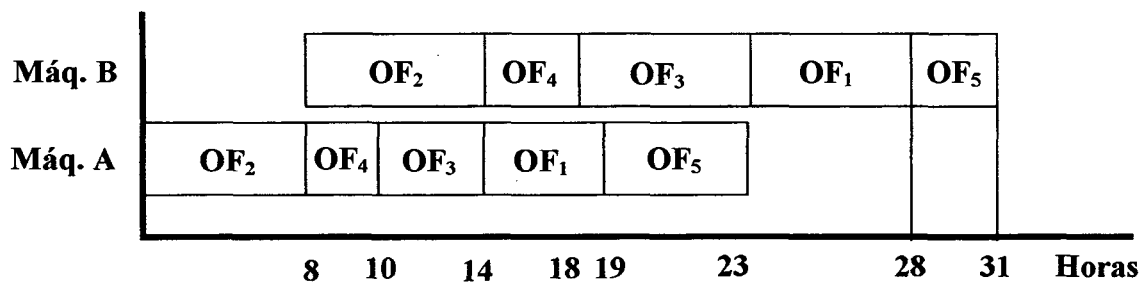 Máq. B OF₂ OF₄ OF₃ OF₁ OF₅
Máq. A OF₂ OF₄ OF₃ OF₁ OF₅
8 10 14 18 19 23 28 31 Horas